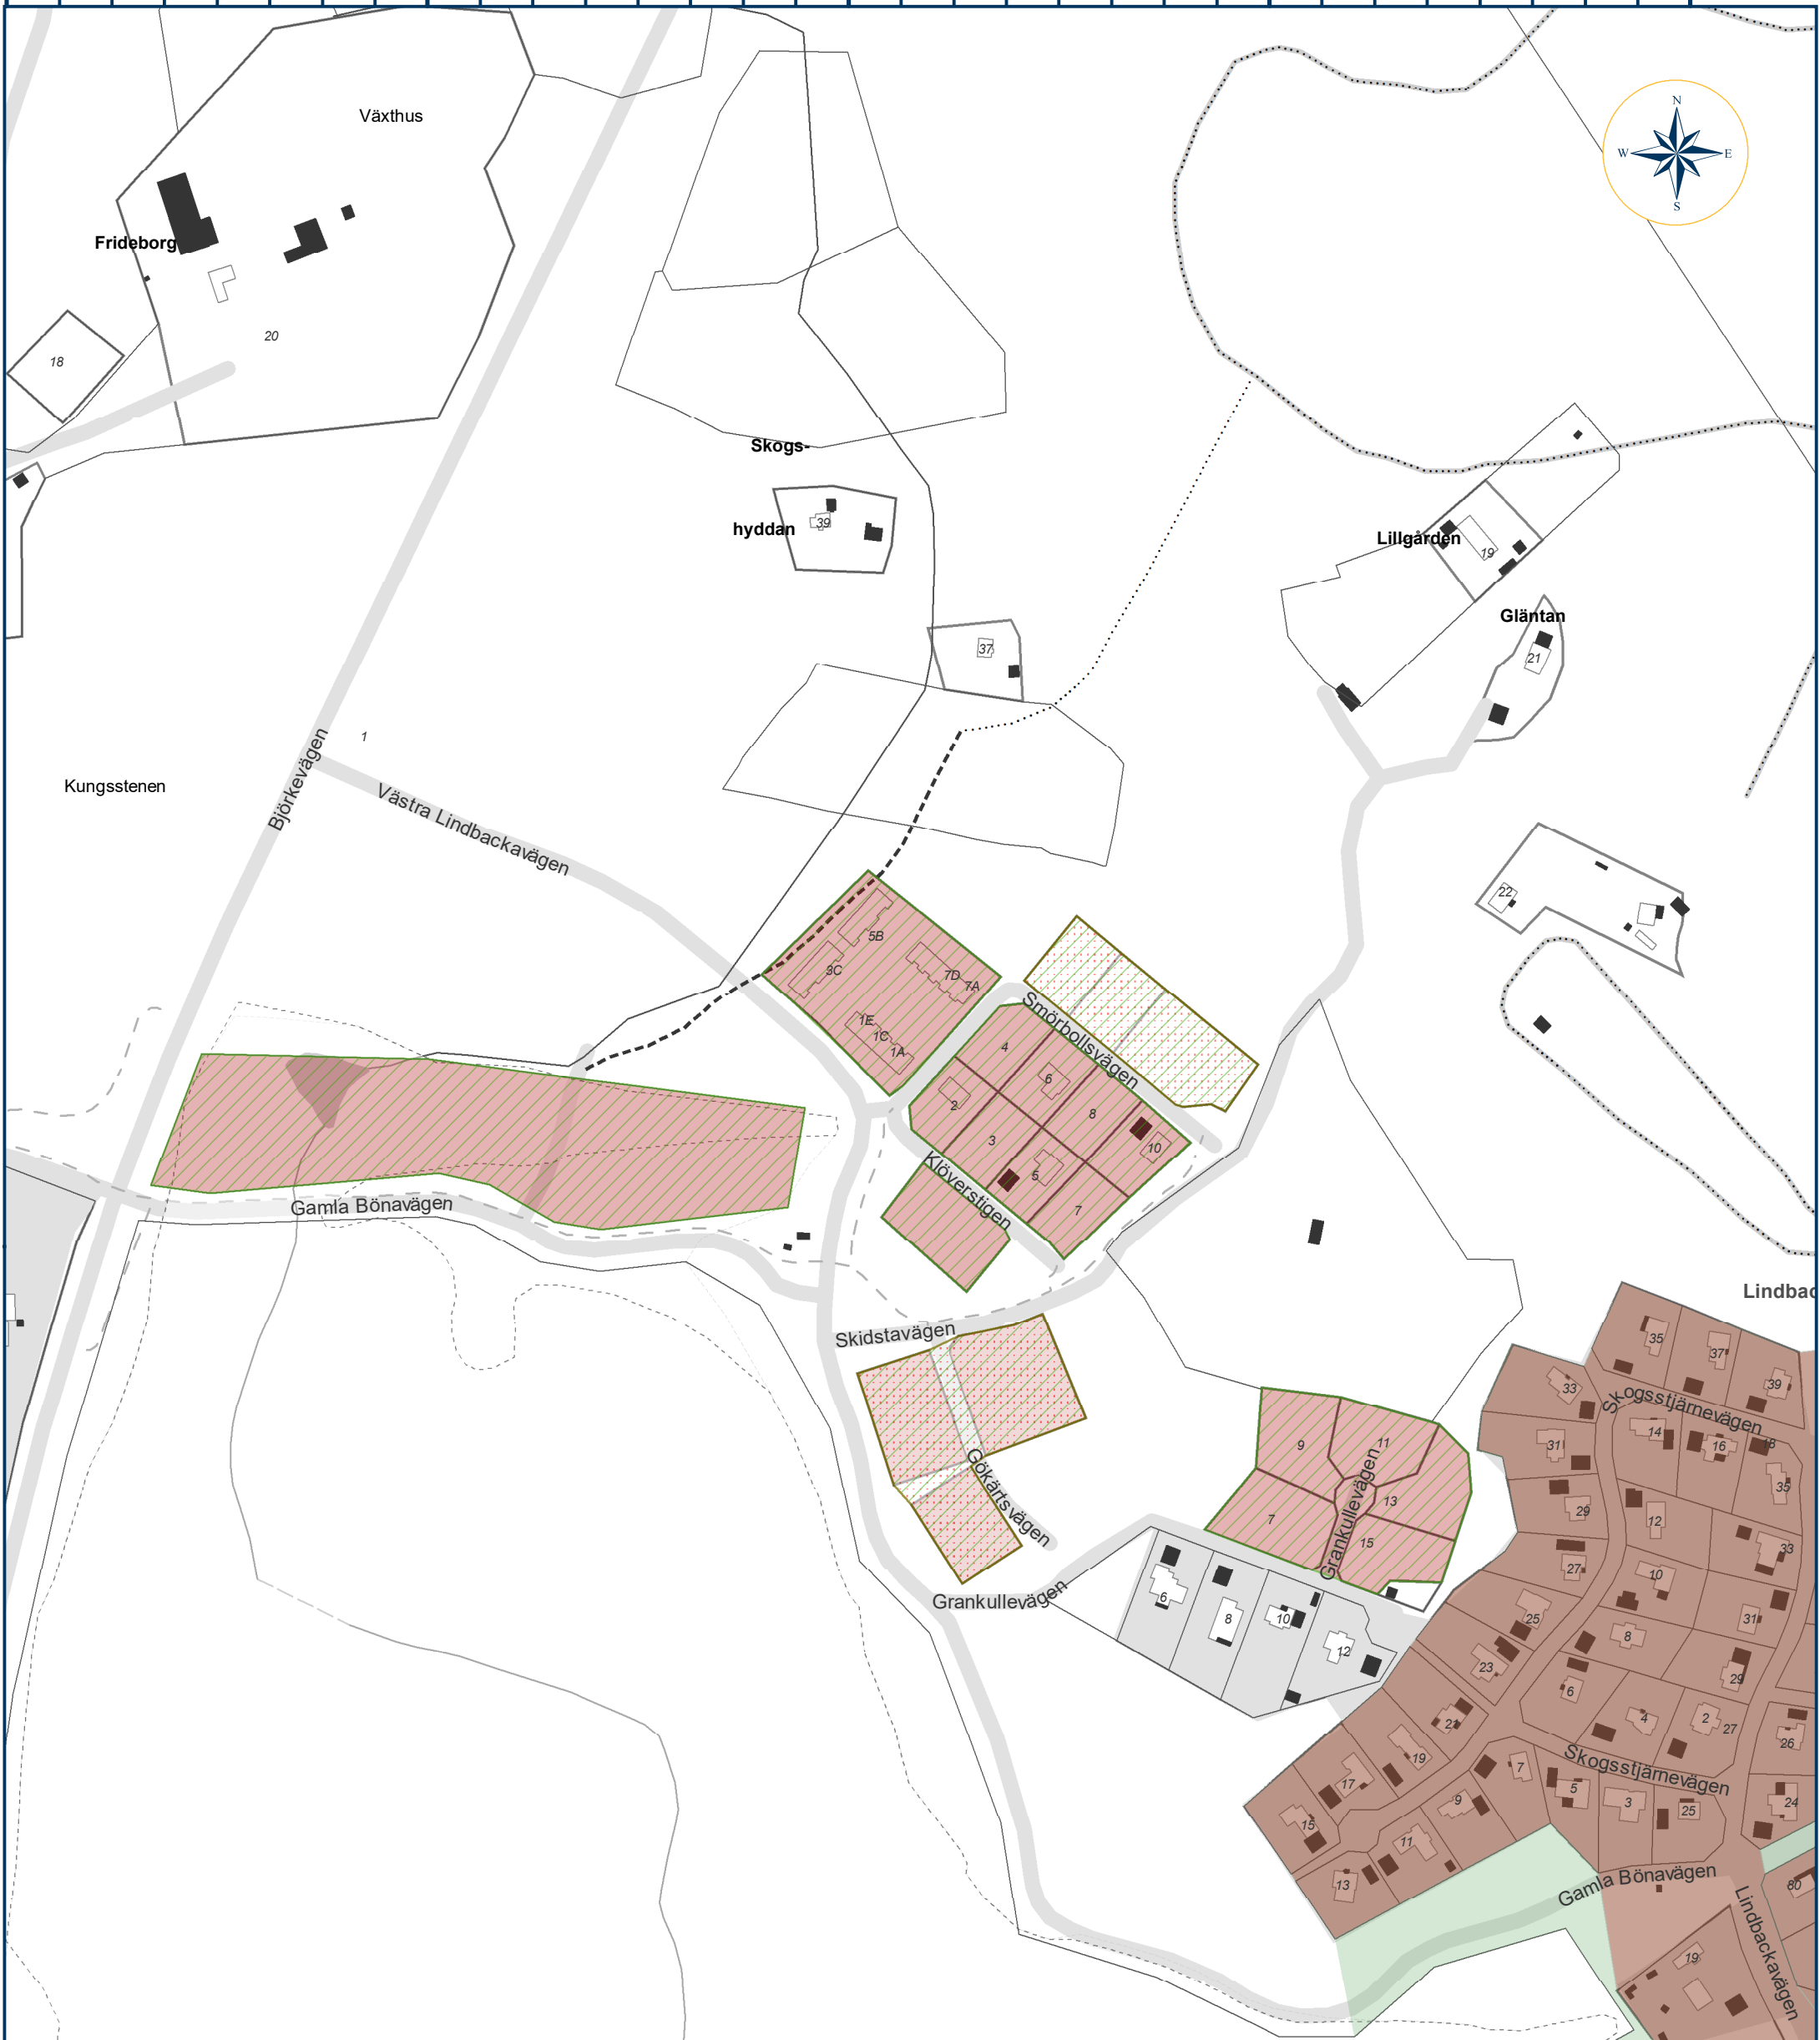 Växthus
N
W
E
S
Frideborg
20
18
Skogs-
39
hyddan
Lillgården
19
Gläntan
37
21
1
Björkevägen
Kungsstenen
Västra Lindbackavägen
22
5B
3C
7D
7A
1E
1C
1A
Smörbollsvägen
4
6
2
8
3
10
5
7
Klöverstigen
Gamla Bönavägen
Lindbac
Skidstavägen
35
37
39
33
Skogsstjärnevägen
14
16
18
31
35
9
11
Gökärtsvägen
Grankullevägen
13
7
15
29
12
33
27
10
Grankullevägen
6
8
10
12
25
31
8
23
29
6
21
4
2
27
26
19
Skogsstjärnevägen
17
7
5
3
25
24
9
15
11
13
Gamla Bönavägen
80
Lindbackavägen
19